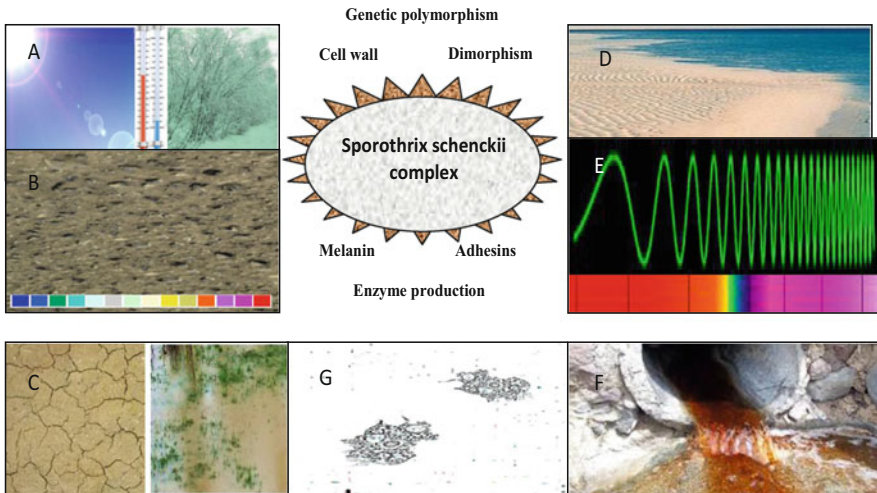 Genetic polymorphism
A
Cell wall
Dimorphism
D
Sporothrix schenckii
complex
B
E
Melanin
Adhesins
Enzyme production
C
G
F